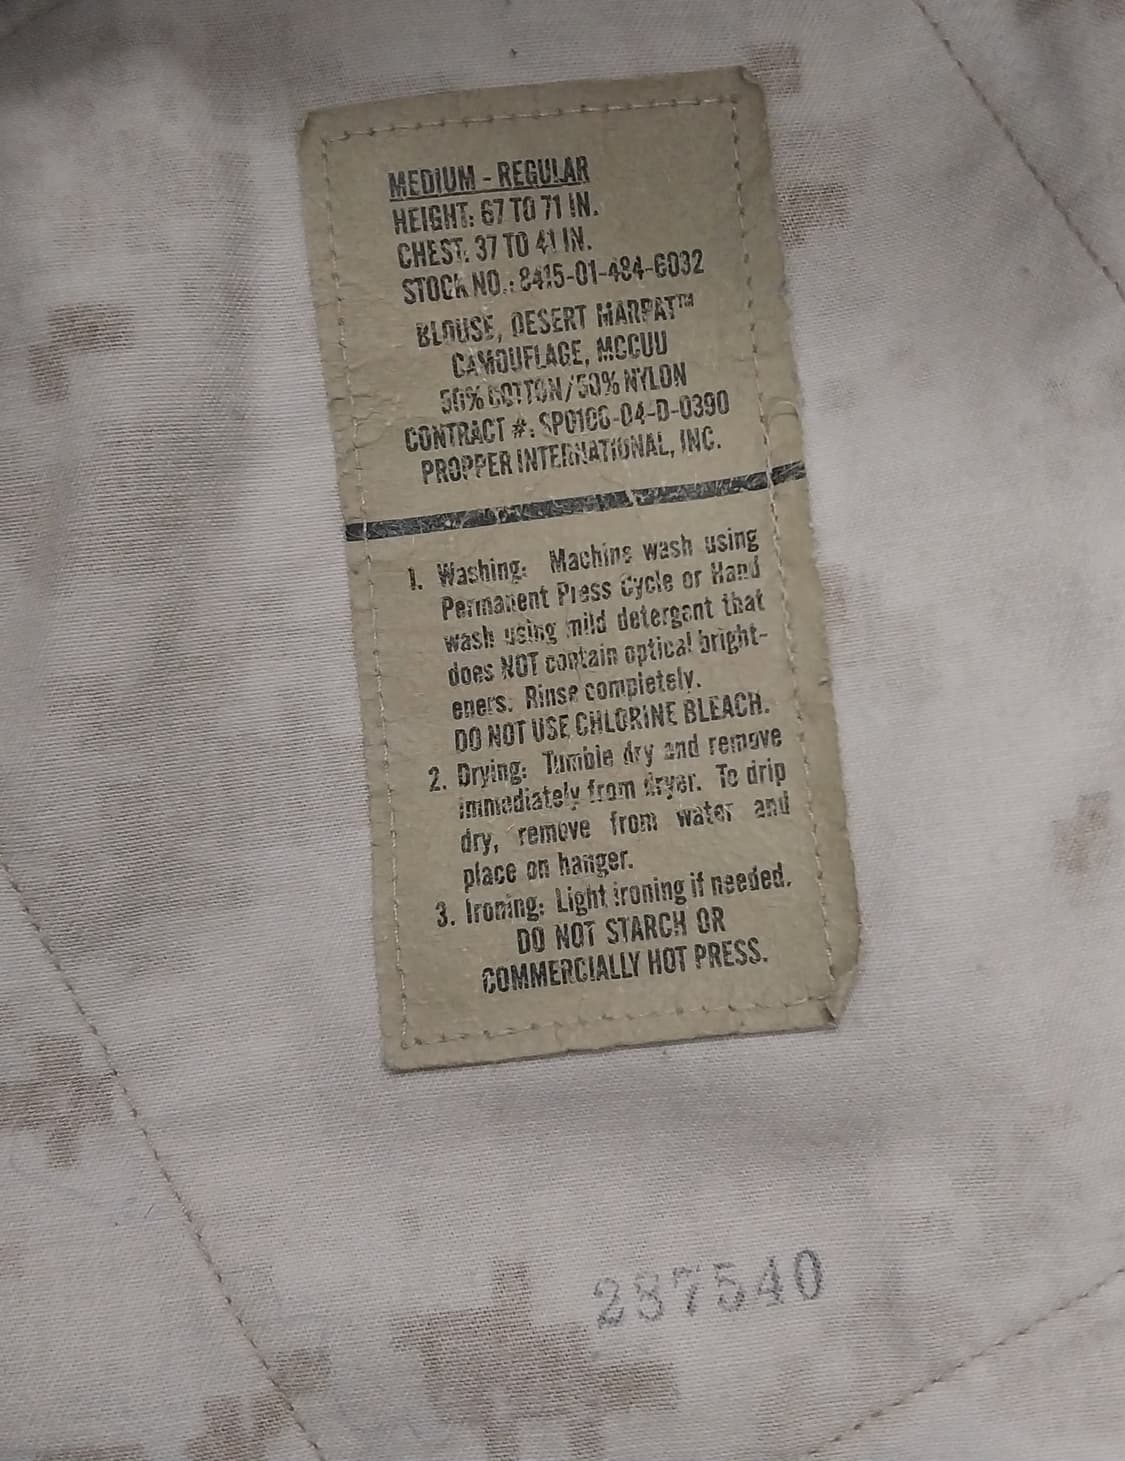 MEDIUM - REGULAR
HEIGHT: 67 TO 71 IN.
CHEST: 37 TO 41 IN.
STOCK NO.: 8415-01-484-6032
BLOUSE, DESERT MARPAT™
CAMOUFLAGE, MCCUU
50% COTTON/50% NYLON
CONTRACT #: SP0100-04-D-0390
PROPPER INTERNATIONAL, INC.
1. Washing: Machine wash using
Permanent Press Cycle or Hand
wash using mild detergent that
does NOT contain optical bright-
eners. Rinse completely.
DO NOT USE CHLORINE BLEACH.
2. Drying: Tumble dry and remove
immediately from dryer. To drip
dry, remove from water and
place on hanger.
3. Ironing: Light ironing if needed.
DO NOT STARCH OR
COMMERCIALLY HOT PRESS.
287540